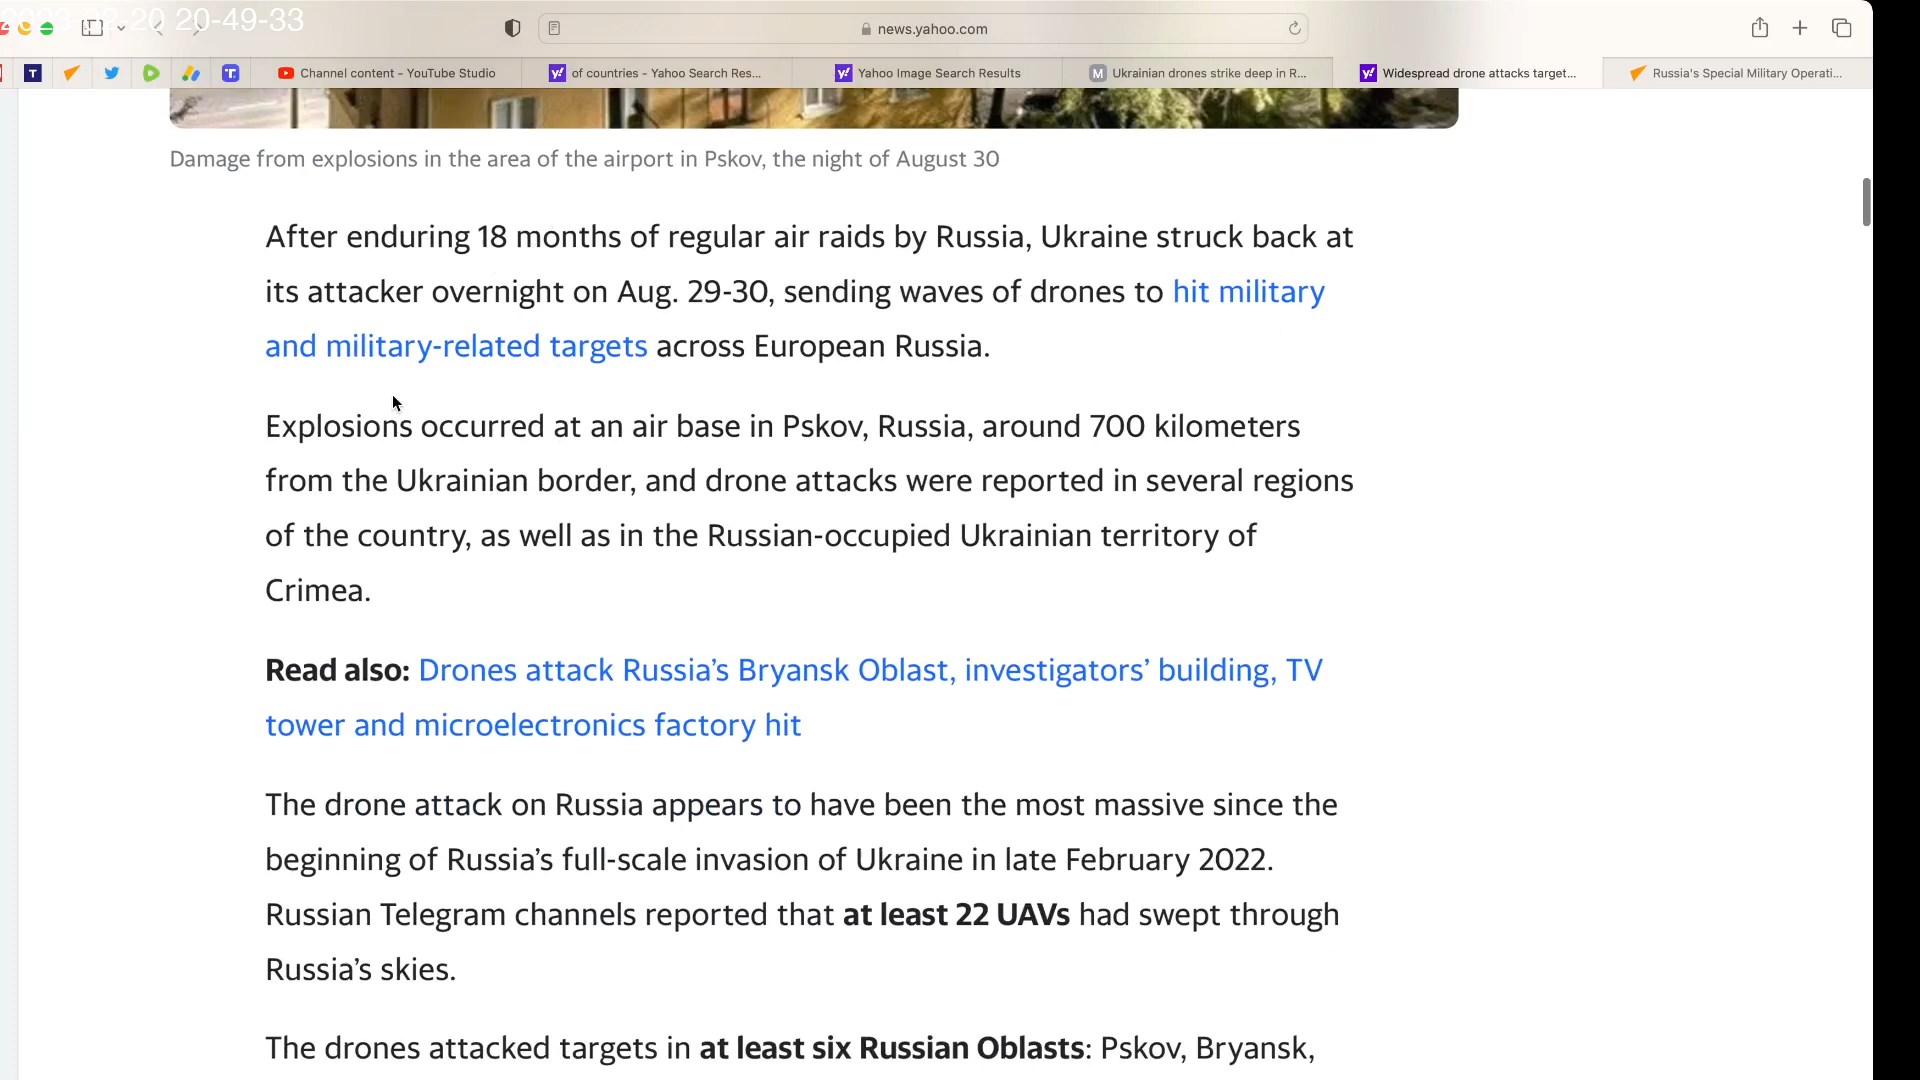 20-49-33
news.yahoo.com
T
T.
Channel content - YouTube Studio
y! of countries - Yahoo Search Res...
y! Yahoo Image Search Results
M Ukrainian drones strike deep in R...
y! Widespread drone attacks target...
Russia's Special Military Operati...
Damage from explosions in the area of the airport in Pskov, the night of August 30
After enduring 18 months of regular air raids by Russia, Ukraine struck back at
its attacker overnight on Aug. 29-30, sending waves of drones to hit military
and military-related targets across European Russia.
Explosions occurred at an air base in Pskov, Russia, around 700 kilometers
from the Ukrainian border, and drone attacks were reported in several regions
of the country, as well as in the Russian-occupied Ukrainian territory of
Crimea.
Read also: Drones attack Russia’s Bryansk Oblast, investigators’ building, TV
tower and microelectronics factory hit
The drone attack on Russia appears to have been the most massive since the
beginning of Russia’s full-scale invasion of Ukraine in late February 2022.
Russian Telegram channels reported that at least 22 UAVs had swept through
Russia’s skies.
The drones attacked targets in at least six Russian Oblasts: Pskov, Bryansk,